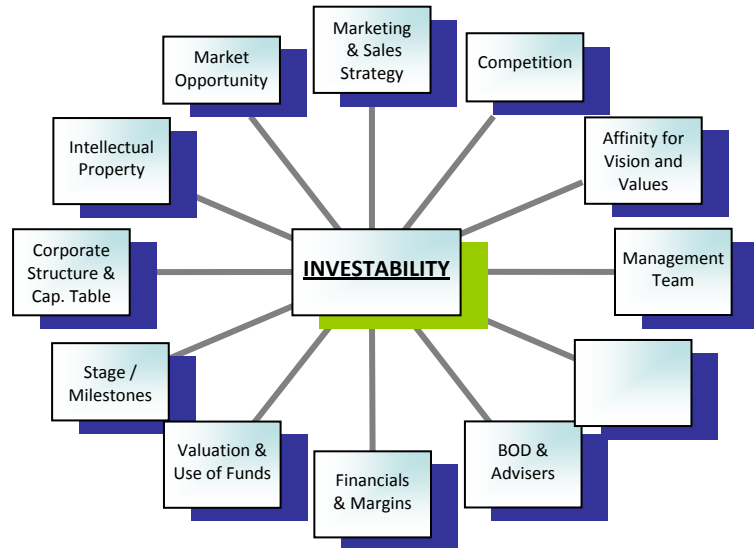 Marketing
& Sales
Strategy
Market
Opportunity
Competition
Intellectual
Property
Affinity for
Vision and
Values
Corporate
Structure &
Cap. Table
INVESTABILITY
Management
Team
Stage /
Milestones
Valuation &
Use of Funds
Financials
& Margins
BOD &
Advisers